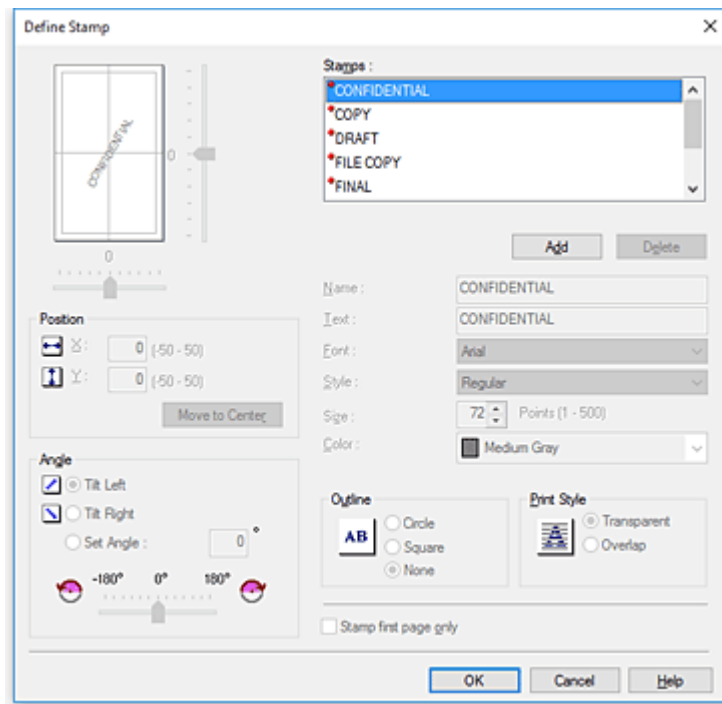 Define Stamp
CONFIDENTIAL
0
0
Position
X: 0 (-50 - 50)
Y: 0 (-50 - 50)
Move to Center
Angle
Tilt Left
Tilt Right
Set Angle : 0 °
-180° 0° 180°
Stamps :
CONFIDENTIAL
COPY
DRAFT
FILE COPY
FINAL
Add Delete
Name : CONFIDENTIAL
Text : CONFIDENTIAL
Font : Arial
Style : Regular
Size : 72 Points (1 - 500)
Color : Medium Gray
Outline
AB
Circle
Square
None
Print Style
A
Transparent
Overlap
Stamp first page only
OK Cancel Help